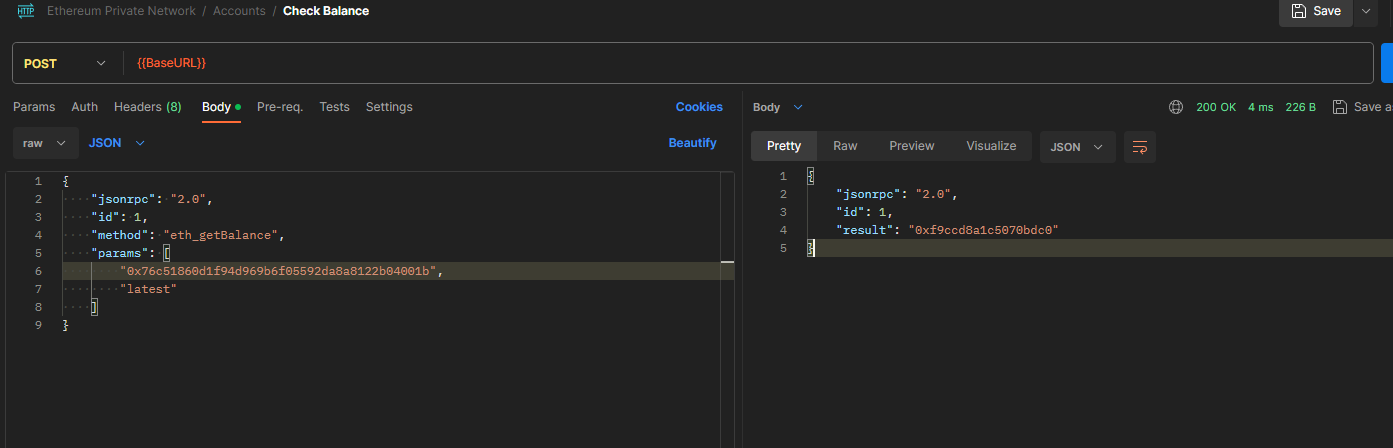 HTTP Ethereum Private Network / Accounts / Check Balance
Save
POST {{BaseURL}}
Params Auth Headers (8) Body Pre-req. Tests Settings Cookies
raw JSON Beautify
1 {
2 "jsonrpc": "2.0",
3 "id": 1,
4 "method": "eth_getBalance",
5 "params": [
6 "0x76c51860d1f94d969b6f05592da8a8122b04001b",
7 "latest"
8 ]
9 }
Body 200 OK 4 ms 226 B Save as
Pretty Raw Preview Visualize JSON
1 {
2 "jsonrpc": "2.0",
3 "id": 1,
4 "result": "0xf9ccd8a1c5070bdc0"
5 }